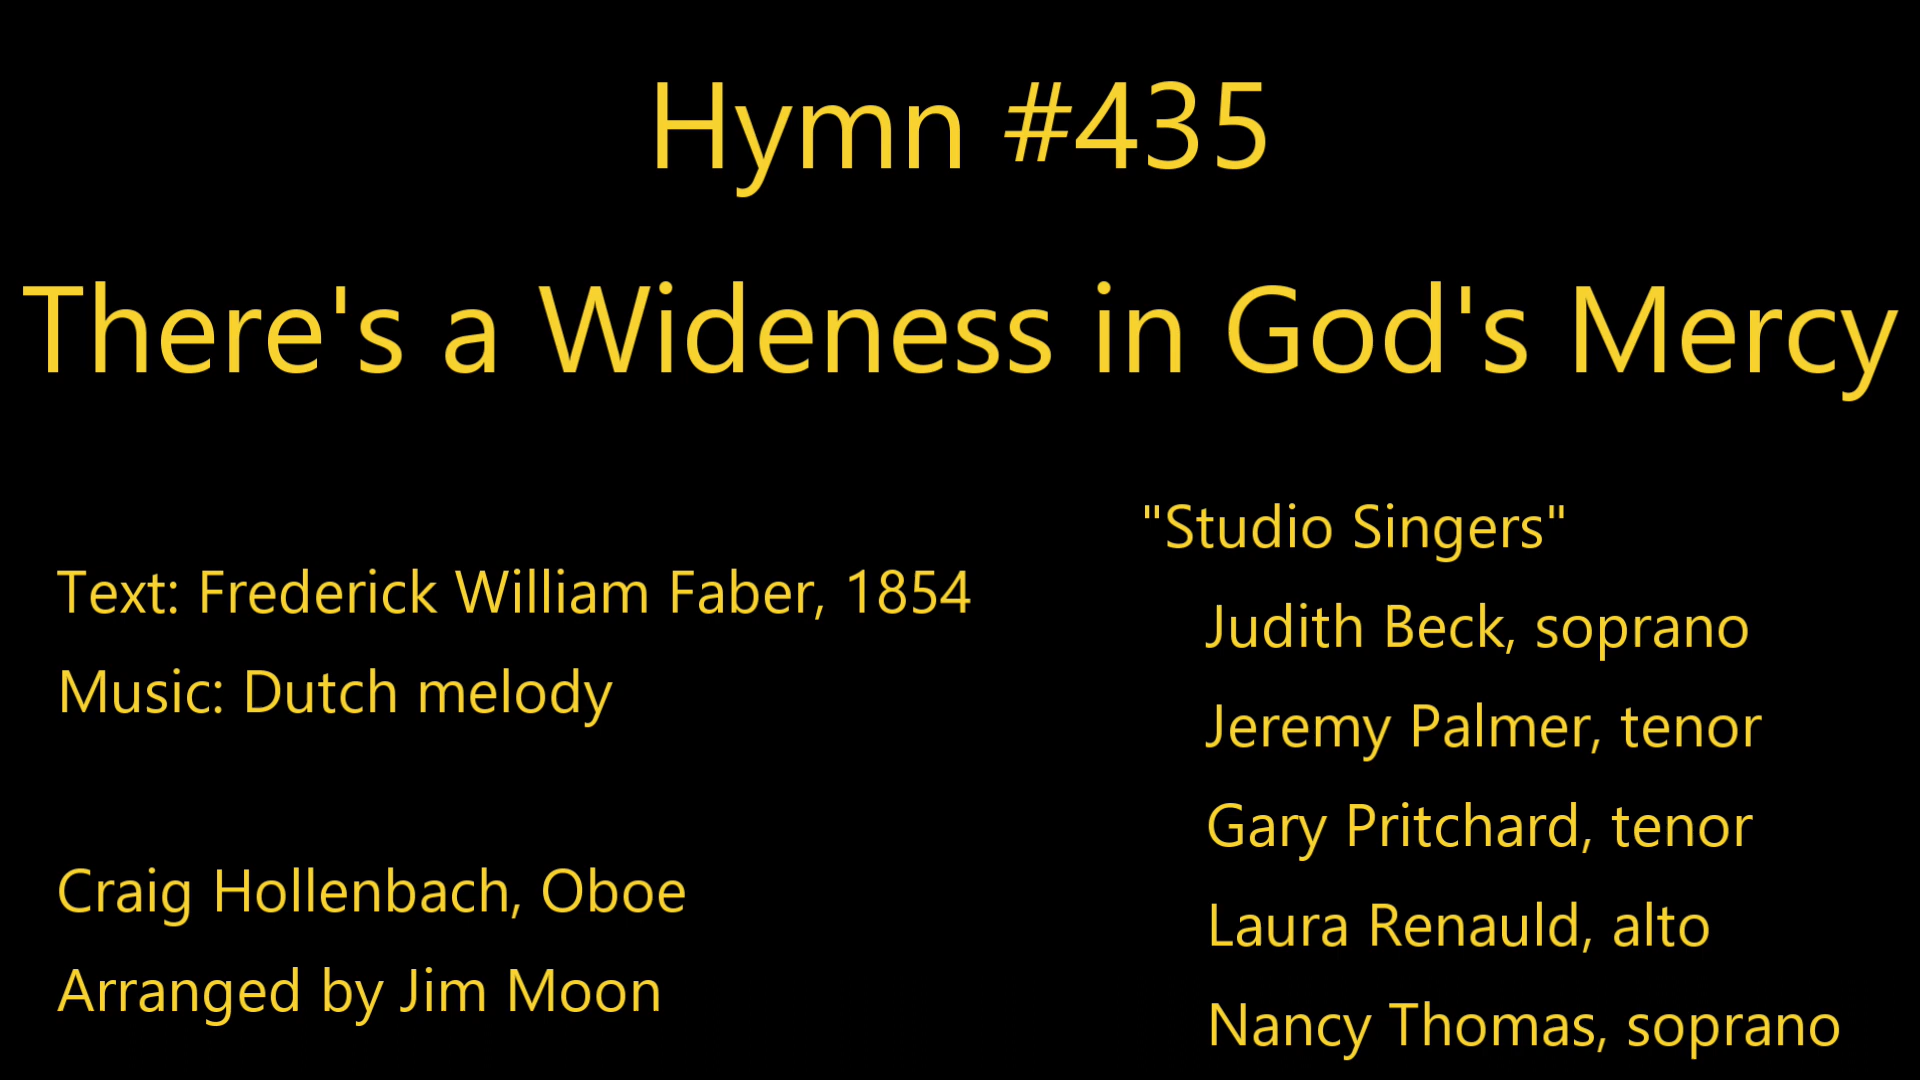 Hymn #435
There's a Wideness in God's Mercy
Text: Frederick William Faber, 1854
Music: Dutch melody
Craig Hollenbach, Oboe
Arranged by Jim Moon
"Studio Singers"
Judith Beck, soprano
Jeremy Palmer, tenor
Gary Pritchard, tenor
Laura Renauld, alto
Nancy Thomas, soprano